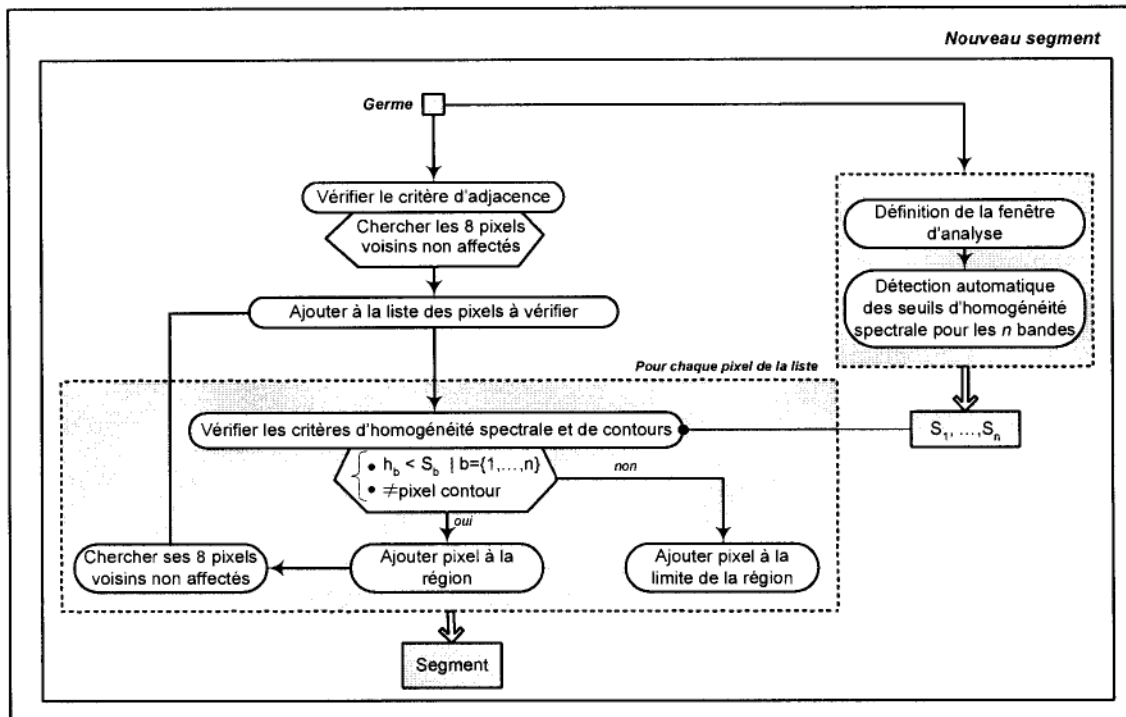 Nouveau segment
Germe
Vérifier le critère d'adjacence
Chercher les 8 pixels
voisins non affectés
Ajouter à la liste des pixels à vérifier
Définition de la fenêtre
d'analyse
Détection automatique
des seuils d'homogénéité
spectrale pour les n bandes
Pour chaque pixel de la liste
Vérifier les critères d'homogénéité spectrale et de contours
S1, ...,Sn
• hb < Sb | b={1,...,n}
• ≠pixel contour
non
oui
Chercher ses 8 pixels
voisins non affectés
Ajouter pixel à la
région
Ajouter pixel à la
limite de la région
Segment